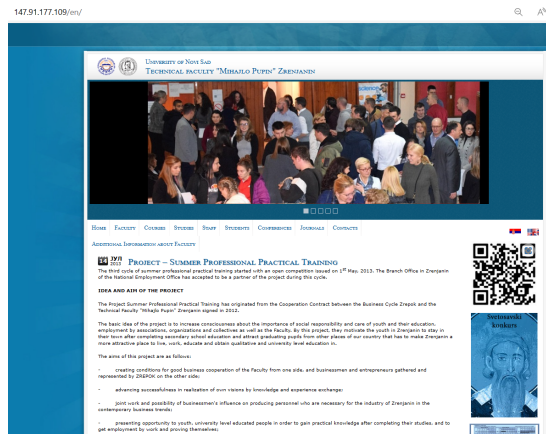 147.91.177.109/en/
University of Novi Sad
Technical faculty "Mihajlo Pupin" Zrenjanin
Home Faculty Courses Studies Staff Students Conferences Journals Contacts
Additional Information about Faculty
14 јул 2013 Project – Summer Professional Practical Training
The third cycle of summer professional practical training started with an open competition issued on 1st May, 2013. The Branch Office in Zrenjanin
of the National Employment Office has accepted to be a partner of the project during this cycle.
IDEA AND AIM OF THE PROJECT
The Project Summer Professional Practical Training has originated from the Cooperation Contract between the Business Cycle Zrepok and the
Technical Faculty "Mihajlo Pupin" Zrenjanin signed in 2012.
The basic idea of the project is to increase consciousness about the importance of social responsibility and care of youth and their education,
employment by associations, organizations and collectives as well as the Faculty. By this project, they motivate the youth in Zrenjanin to stay in
their town after completing secondary school education and attract graduating pupils from other places of our country that has to make Zrenjanin a
more attractive place to live, work, educate and obtain qualitative and university level education in.
The aims of this project are as follows:
- creating conditions for good business cooperation of the Faculty from one side, and businessmen and entrepreneurs gathered and
represented by ZREPOK on the other side;
- advancing successfulness in realization of own visions by knowledge and experience exchange;
- joint work and possibility of businessmen's influence on producing personnel who are necessary for the industry of Zrenjanin in the
contemporary business trends;
- presenting opportunity to youth, university level educated people in order to gain practical knowledge after completing their studies, and to
get employment by work and proving themselves;
Svetosavski
konkurs